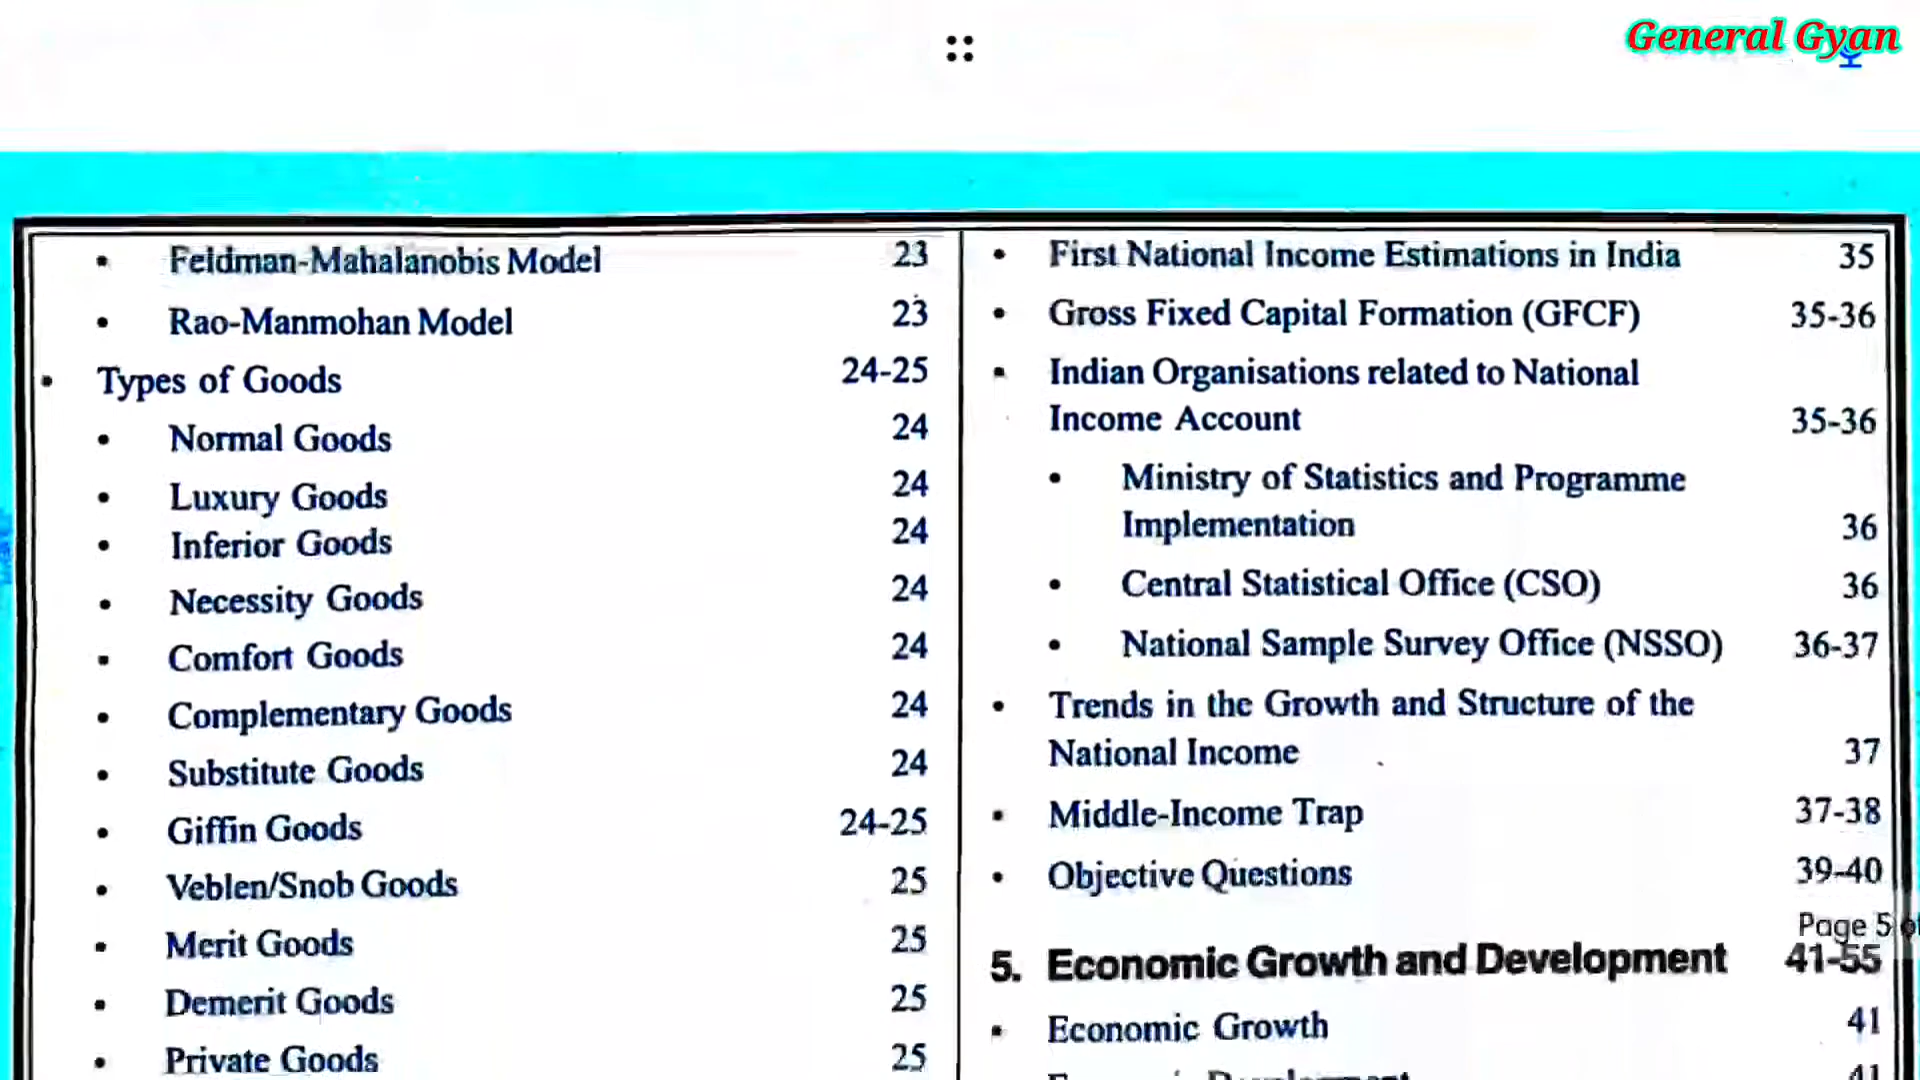 General Gyan
• Feldman-Mahalanobis Model 23
• Rao-Manmohan Model 23
• Types of Goods 24-25
• Normal Goods 24
• Luxury Goods 24
• Inferior Goods 24
• Necessity Goods 24
• Comfort Goods 24
• Complementary Goods 24
• Substitute Goods 24
• Giffin Goods 24-25
• Veblen/Snob Goods 25
• Merit Goods 25
• Demerit Goods 25
• Private Goods 25
• First National Income Estimations in India 35
• Gross Fixed Capital Formation (GFCF) 35-36
• Indian Organisations related to National
Income Account 35-36
• Ministry of Statistics and Programme
Implementation 36
• Central Statistical Office (CSO) 36
• National Sample Survey Office (NSSO) 36-37
• Trends in the Growth and Structure of the
National Income 37
• Middle-Income Trap 37-38
• Objective Questions 39-40
Page 5
5. Economic Growth and Development 41-55
• Economic Growth 41